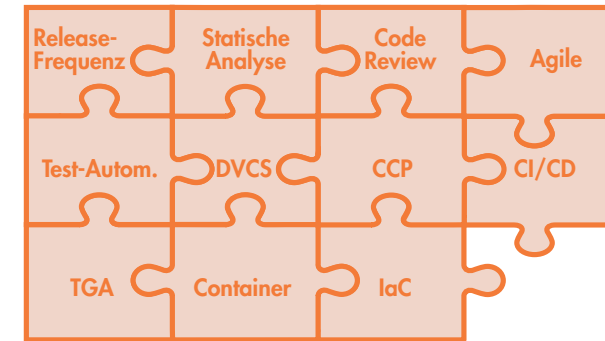 Release-
Frequenz
Statische
Analyse
Code
Review
Agile
Test-Autom.
DVCS
CCP
CI/CD
TGA
Container
IaC